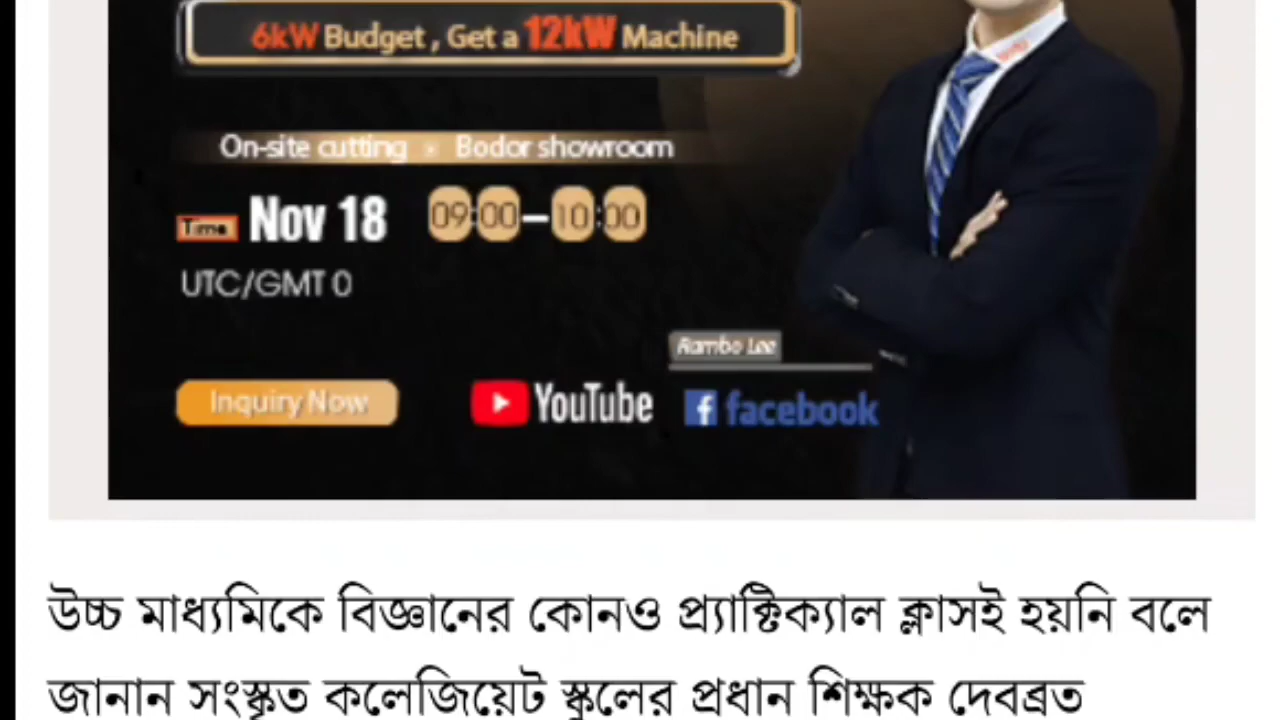 6kW Budget , Get a 12kW Machine
On-site cutting • Bodor showroom
Time Nov 18 09:00–10:00
UTC/GMT 0
Rambo Lee
Inquiry Now YouTube facebook
উচ্চ মাধ্যমিকে বিজ্ঞানের কোনও প্র্যাক্টিক্যাল ক্লাসই হয়নি বলে
জানান সংস্কৃত কলেজিয়েট স্কুলের প্রধান শিক্ষক দেবব্রত